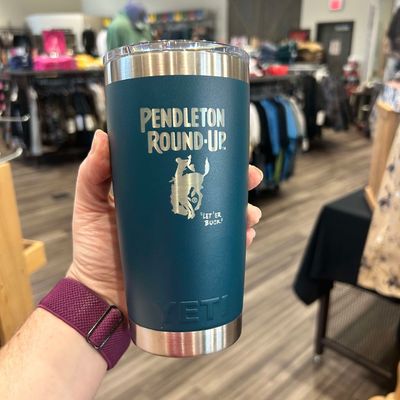 PENDLETON
ROUND-UP.
"LET 'ER
BUCK"
YETI